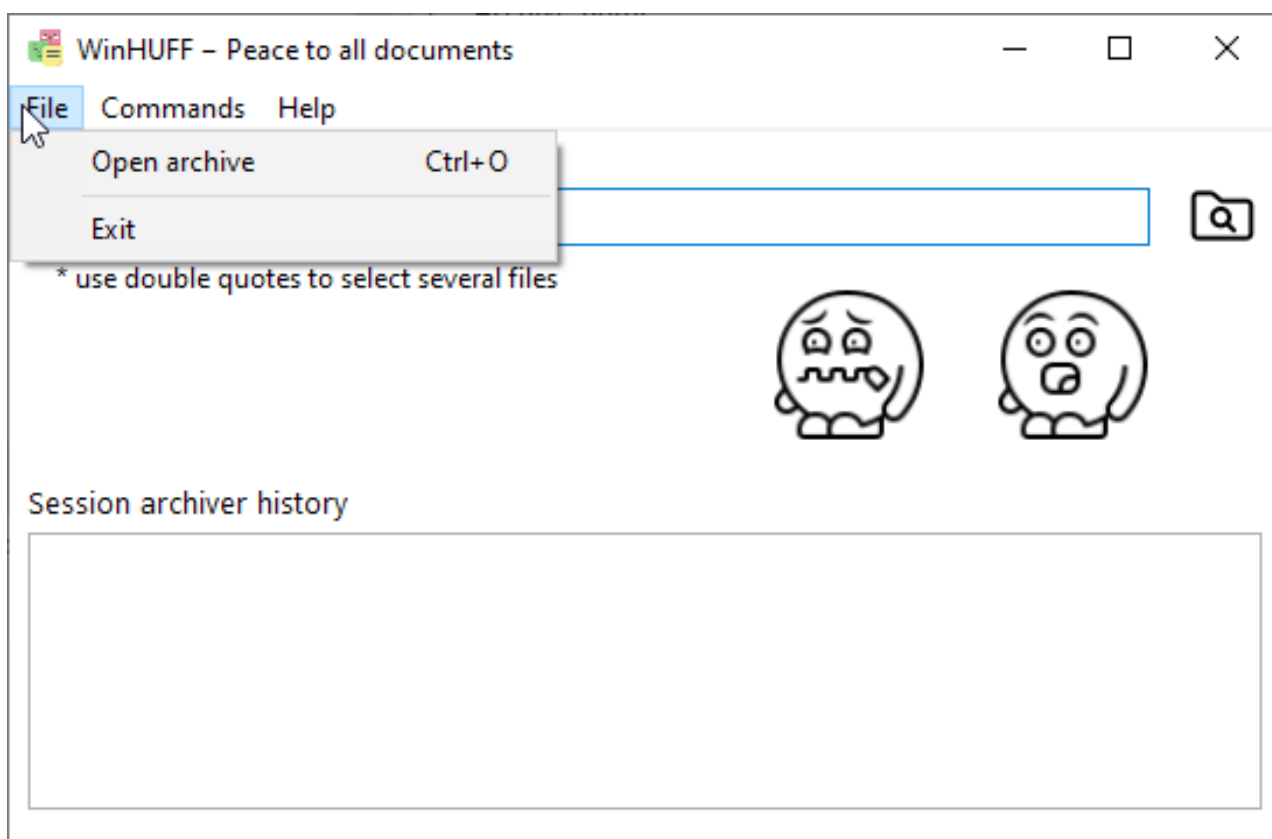 WinHUFF – Peace to all documents
File Commands Help
Open archive Ctrl+O
Exit
* use double quotes to select several files
Session archiver history